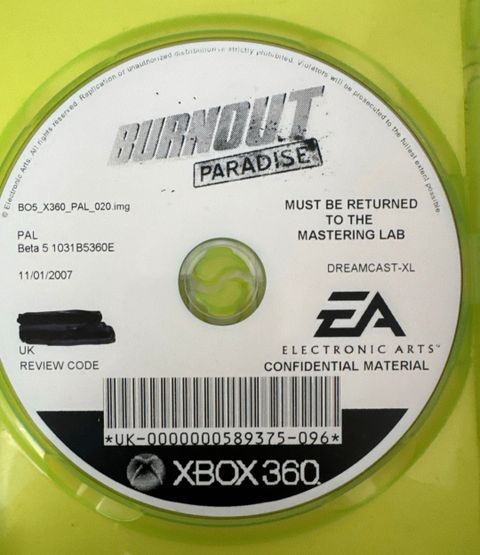 © Electronic Arts. All rights reserved. Replication or unauthorized distribution is strictly prohibited. Violators will be prosecuted to the fullest extent possible.
BURNOUT
PARADISE
BO5_X360_PAL_020.img
PAL
Beta 5 1031B5360E
11/01/2007
MUST BE RETURNED
TO THE
MASTERING LAB
DREAMCAST-XL
EA
ELECTRONIC ARTS™
UK
REVIEW CODE
CONFIDENTIAL MATERIAL
*UK-0000000589375-096*
XBOX 360